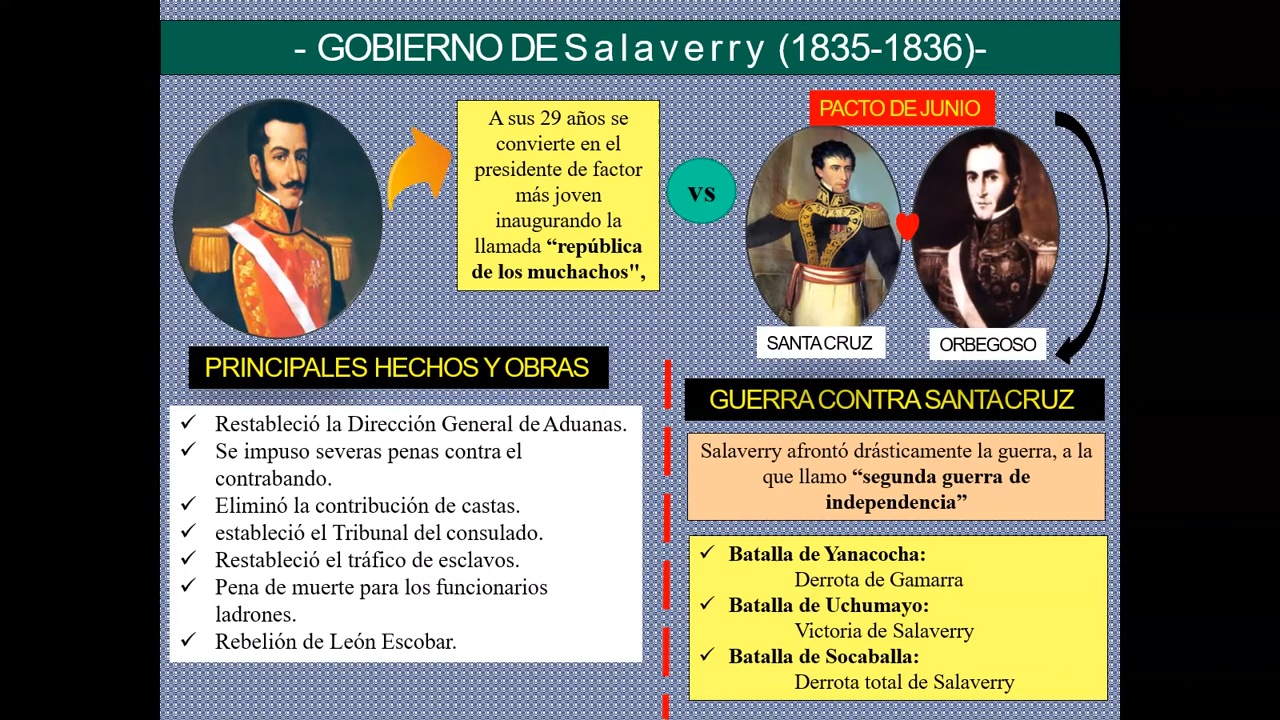 - GOBIERNO DE Salaverry (1835-1836)-
A sus 29 años se
convierte en el
presidente de factor
más joven
inaugurando la
llamada “república
de los muchachos",
vs
PACTO DE JUNIO
SANTA CRUZ
ORBEGOSO
PRINCIPALES HECHOS Y OBRAS
✓ Restableció la Dirección General de Aduanas.
✓ Se impuso severas penas contra el
contrabando.
✓ Eliminó la contribución de castas.
✓ estableció el Tribunal del consulado.
✓ Restableció el tráfico de esclavos.
✓ Pena de muerte para los funcionarios
ladrones.
✓ Rebelión de León Escobar.
GUERRA CONTRA SANTA CRUZ
Salaverry afrontó drásticamente la guerra, a la
que llamo “segunda guerra de
independencia”
✓ Batalla de Yanacocha:
Derrota de Gamarra
✓ Batalla de Uchumayo:
Victoria de Salaverry
✓ Batalla de Socaballa:
Derrota total de Salaverry